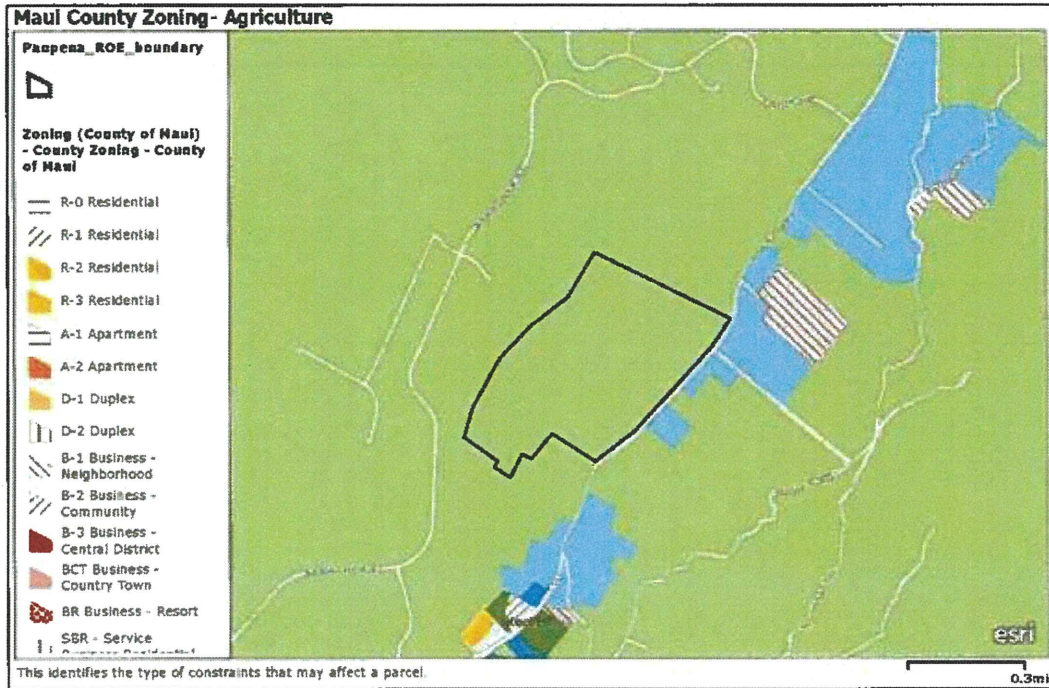 Maui County Zoning- Agriculture
Paupena_ROE_boundary
Zoning (County of Maui)
- County Zoning - County
of Maui
R-0 Residential
R-1 Residential
R-2 Residential
R-3 Residential
A-1 Apartment
A-2 Apartment
D-1 Duplex
D-2 Duplex
B-1 Business -
Neighborhood
B-2 Business -
Community
B-3 Business -
Central District
BCT Business -
Country Town
BR Business - Resort
SBR - Service
Business Residential
esri
This identifies the type of constraints that may affect a parcel.
0.3mi